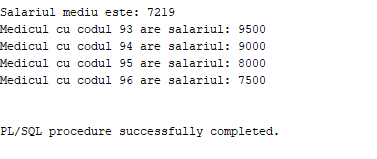 Salariul mediu este: 7219
Medicul cu codul 93 are salariul: 9500
Medicul cu codul 94 are salariul: 9000
Medicul cu codul 95 are salariul: 8000
Medicul cu codul 96 are salariul: 7500
PL/SQL procedure successfully completed.